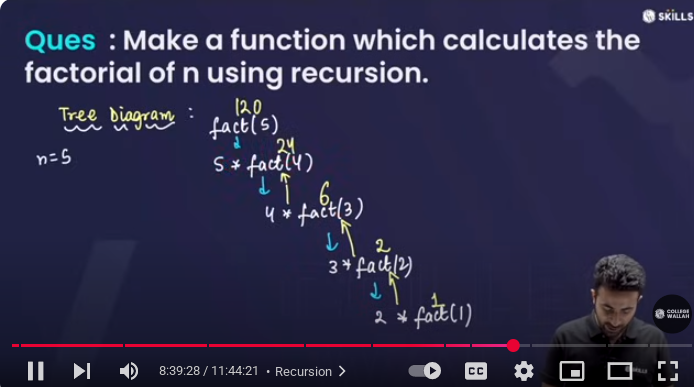 SKILLS
Ques : Make a function which calculates the
factorial of n using recursion.
Tree Diagram :
120
fact(5)
n=5
24
5 * fact(4)
6
4 * fact(3)
2
3 * fact(2)
1
2 * fact(1)
COLLEGE
WALLAH
SKILLS
8:39:28 / 11:44:21 • Recursion >
CC